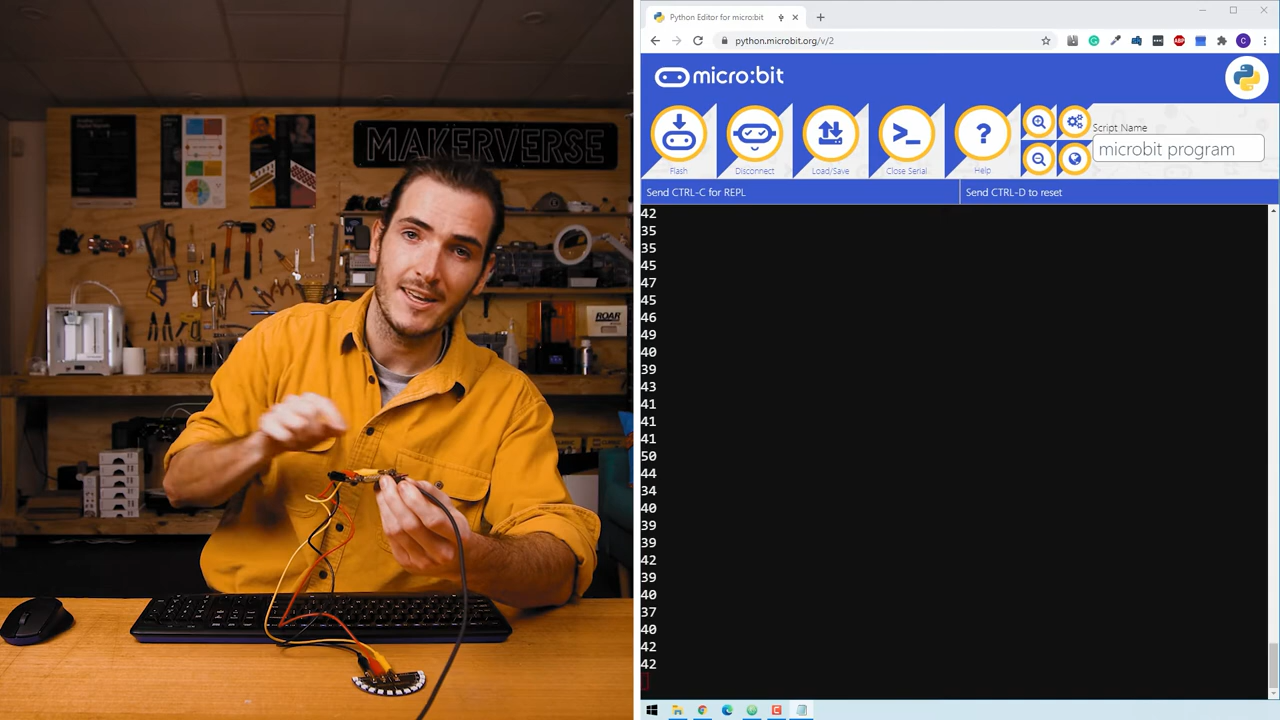 MAKERVERSE
ROAR
Python Editor for micro:bit
python.microbit.org/v/2
ABP
C
micro:bit
Flash
Disconnect
Load/Save
Close Serial
Help
Script Name
microbit program
Send CTRL-C for REPL
Send CTRL-D to reset
42
35
35
45
47
45
46
49
40
39
43
41
41
41
50
44
34
40
39
39
42
39
40
37
40
42
42